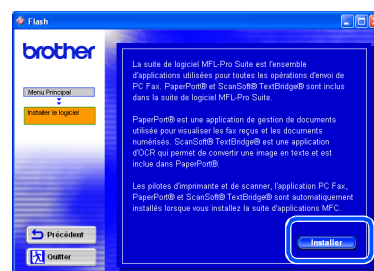 Flash
brother
Menu Principal
Installer le logiciel
La suite de logiciel MFL-Pro Suite est l'ensemble
d'applications utilisées pour toutes les opérations d'envoi de
PC Fax. PaperPort® et ScanSoft® TextBridge® sont inclus
dans la suite de logiciel MFL-Pro Suite.
PaperPort® est une application de gestion de documents
utilisée pour visualiser les fax reçus et les documents
numérisés. ScanSoft® TextBridge® est une application
d'OCR qui permet de convertir une image en texte et est
incluse dans PaperPort®.
Les pilotes d'imprimante et de scanner, l'application PC Fax,
PaperPort® et ScanSoft® TextBridge® sont automatiquement
installés lorsque vous installez la suite d'applications MFC.
Précédent
Quitter
Installer